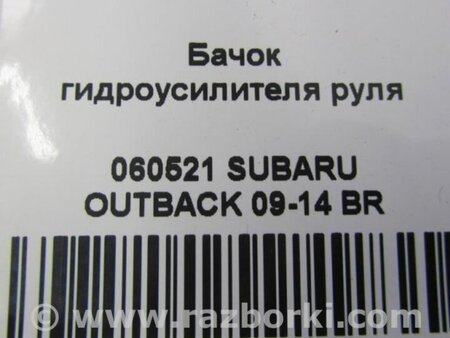 Бачок
гидроусилителя руля
060521 SUBARU
OUTBACK 09-14 BR
www.razborki.com